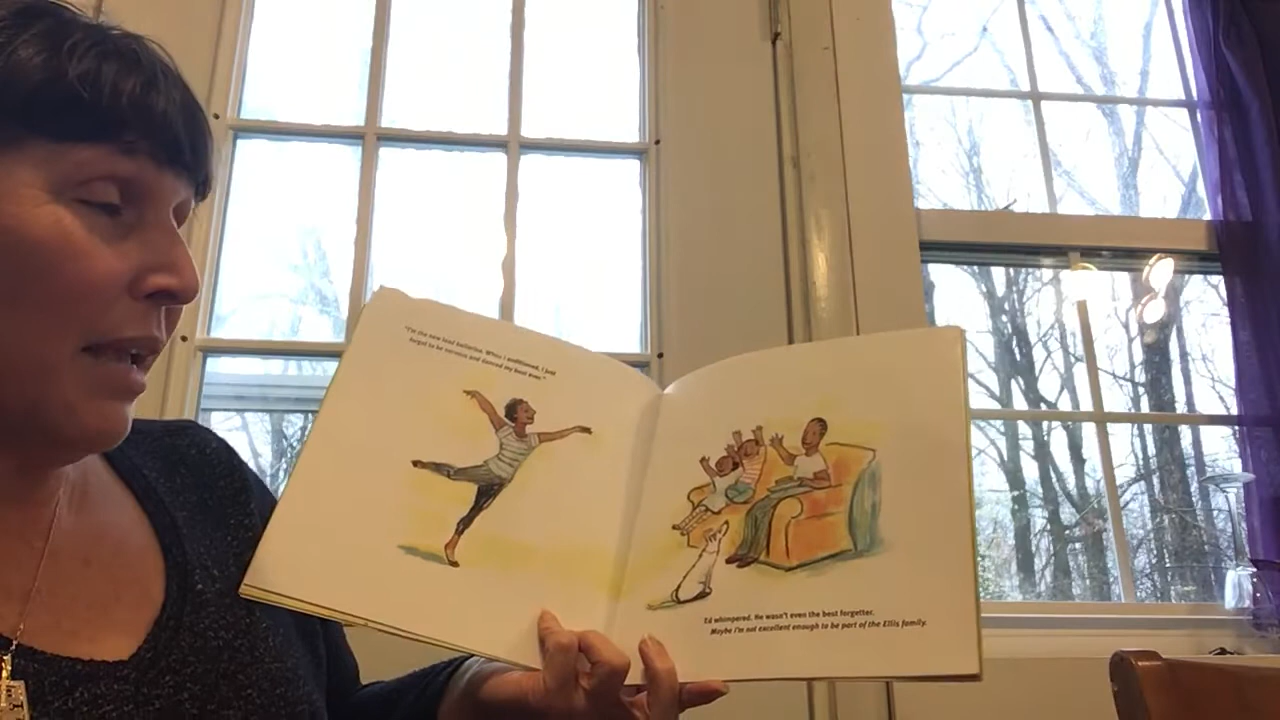 "I'm the new lead ballerina. When I auditioned, I just
forgot to be nervous and danced my best ever."
Ed whimpered. He wasn't even the best forgetter.
Maybe I'm not excellent enough to be part of the Ellis family.